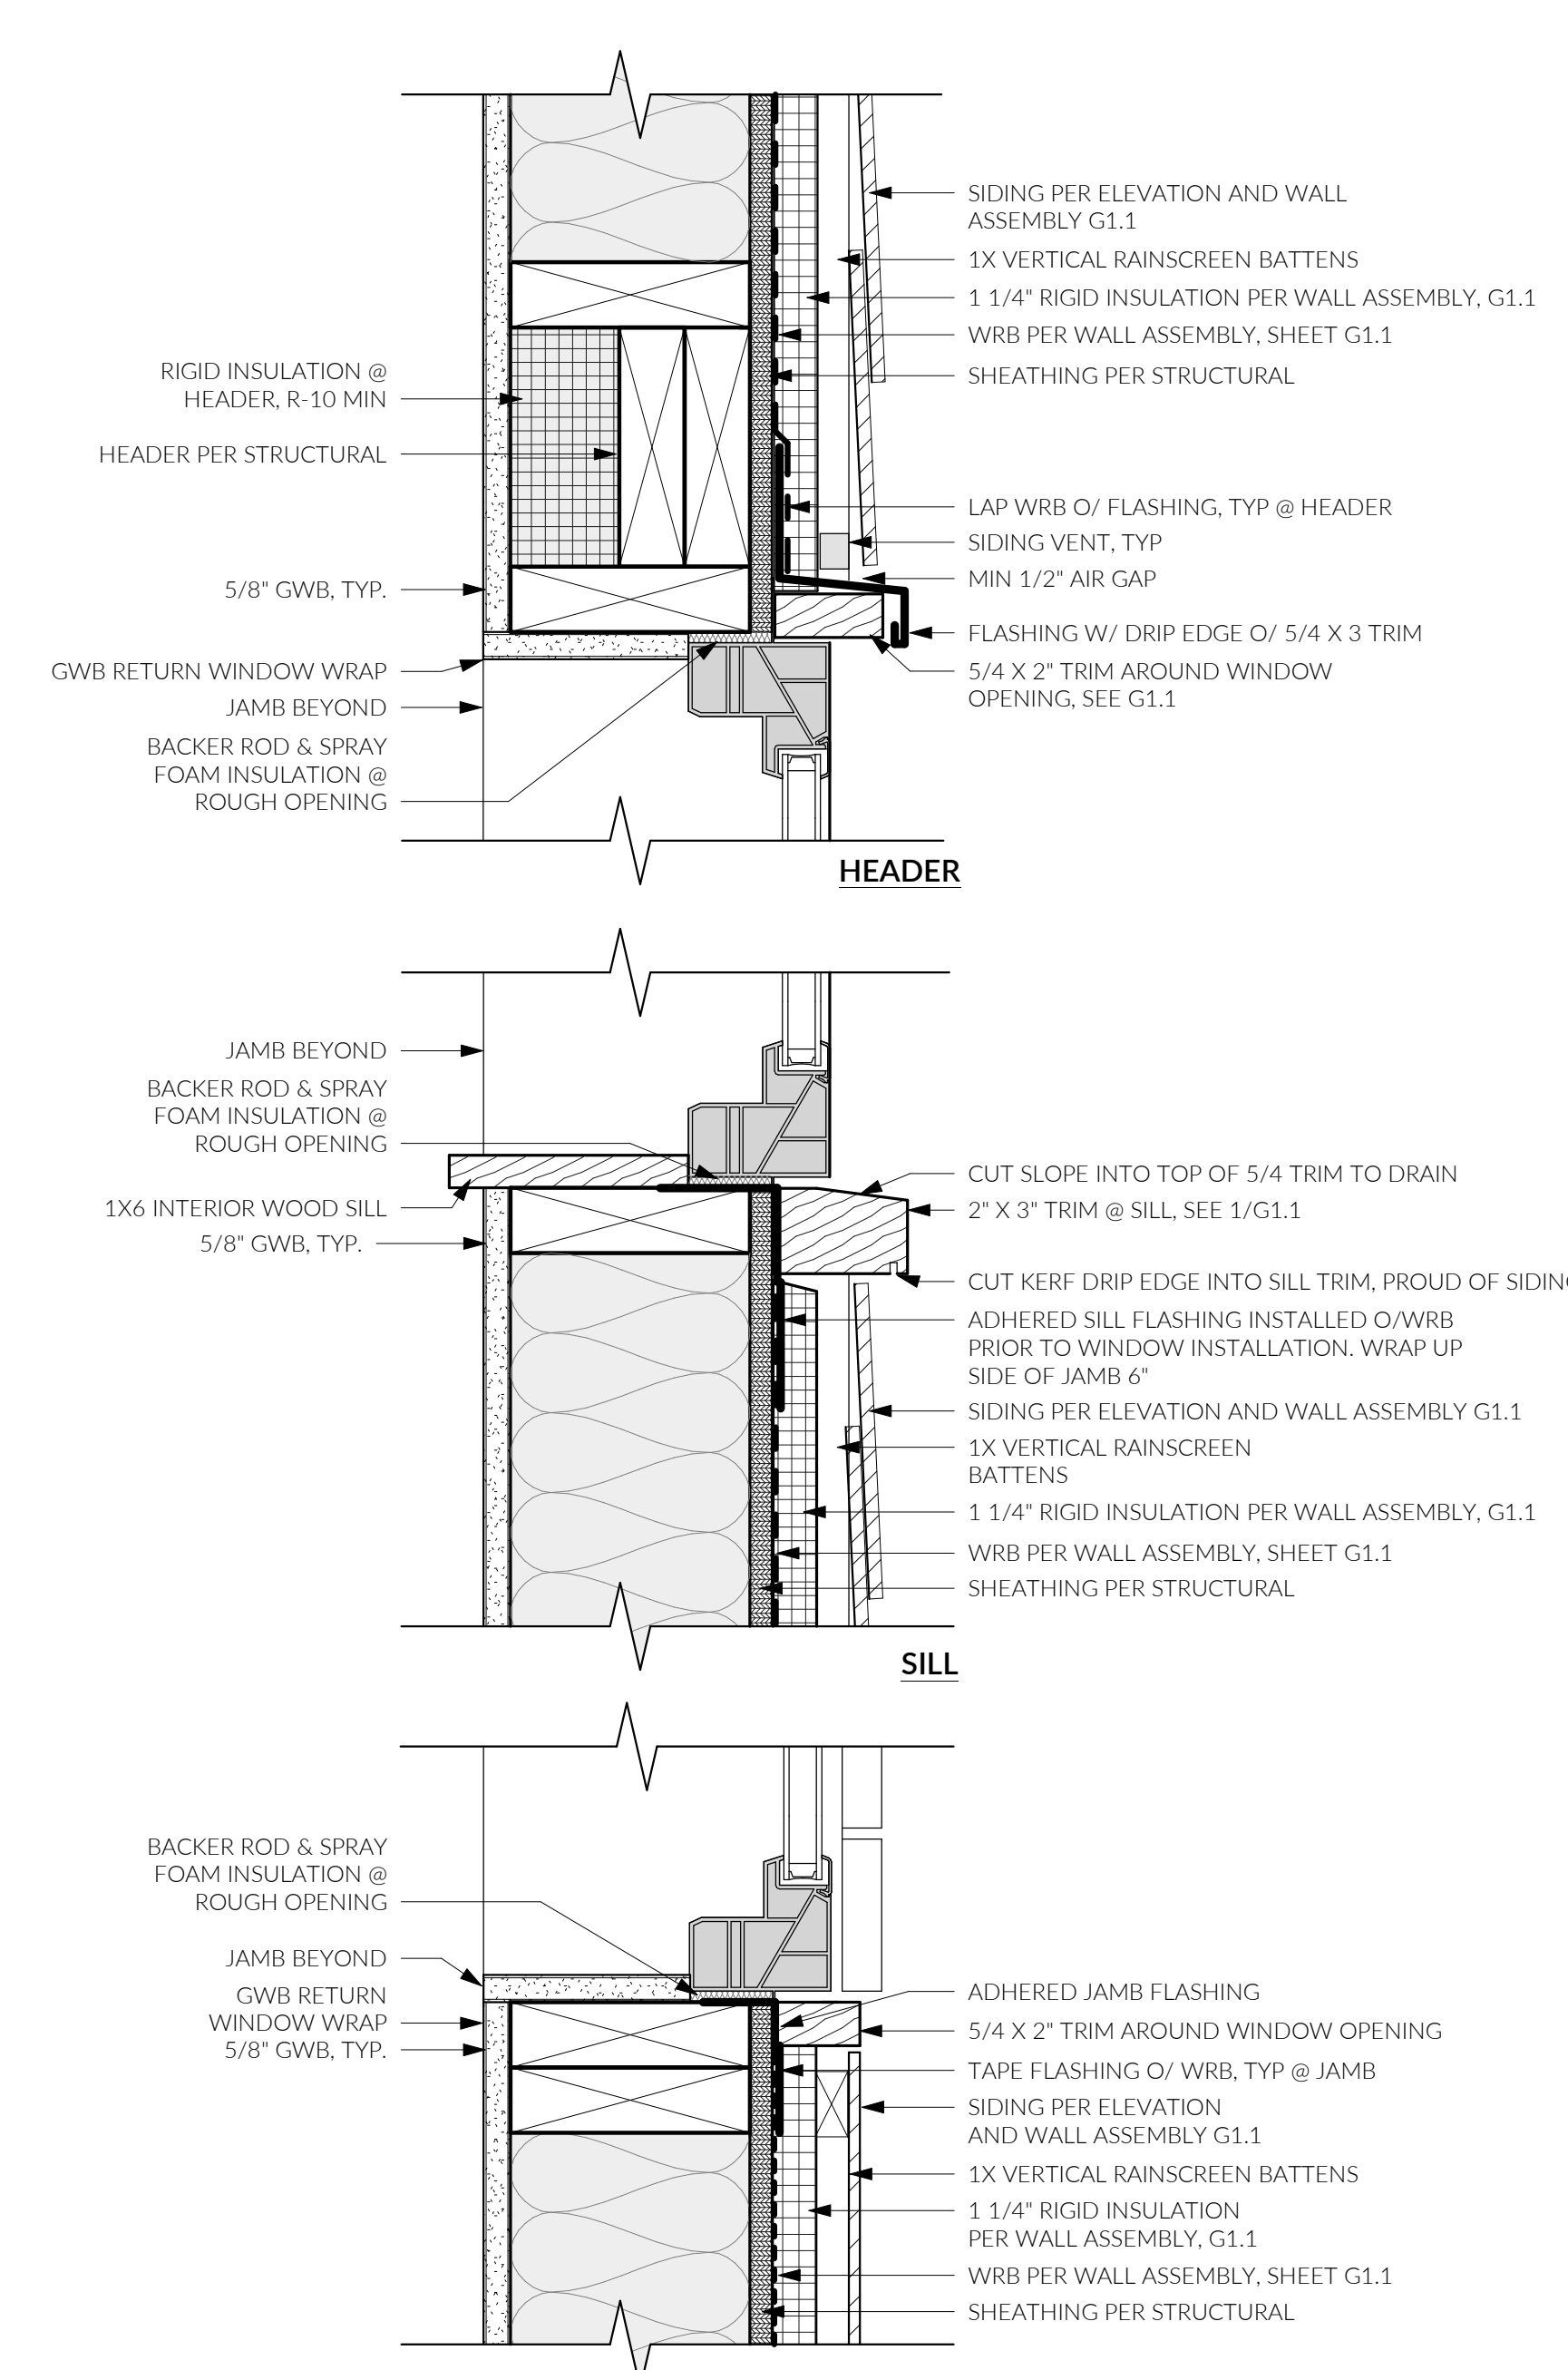 SIDING PER ELEVATION AND WALL
ASSEMBLY G1.1
1X VERTICAL RAINSCREEN BATTENS
1 1/4" RIGID INSULATION PER WALL ASSEMBLY, G1.1
WRB PER WALL ASSEMBLY, SHEET G1.1
SHEATHING PER STRUCTURAL
RIGID INSULATION @
HEADER, R-10 MIN
HEADER PER STRUCTURAL
LAP WRB O/ FLASHING, TYP @ HEADER
SIDING VENT, TYP
MIN 1/2" AIR GAP
5/8" GWB, TYP.
FLASHING W/ DRIP EDGE O/ 5/4 X 3 TRIM
GWB RETURN WINDOW WRAP
5/4 X 2" TRIM AROUND WINDOW
OPENING, SEE G1.1
JAMB BEYOND
BACKER ROD & SPRAY
FOAM INSULATION @
ROUGH OPENING
HEADER
JAMB BEYOND
BACKER ROD & SPRAY
FOAM INSULATION @
ROUGH OPENING
1X6 INTERIOR WOOD SILL
5/8" GWB, TYP.
CUT SLOPE INTO TOP OF 5/4 TRIM TO DRAIN
2" X 3" TRIM @ SILL, SEE 1/G1.1
CUT KERF DRIP EDGE INTO SILL TRIM, PROUD OF SIDING
ADHERED SILL FLASHING INSTALLED O/WRB
PRIOR TO WINDOW INSTALLATION. WRAP UP
SIDE OF JAMB 6"
SIDING PER ELEVATION AND WALL ASSEMBLY G1.1
1X VERTICAL RAINSCREEN
BATTENS
1 1/4" RIGID INSULATION PER WALL ASSEMBLY, G1.1
WRB PER WALL ASSEMBLY, SHEET G1.1
SHEATHING PER STRUCTURAL
SILL
BACKER ROD & SPRAY
FOAM INSULATION @
ROUGH OPENING
JAMB BEYOND
GWB RETURN
WINDOW WRAP
5/8" GWB, TYP.
ADHERED JAMB FLASHING
5/4 X 2" TRIM AROUND WINDOW OPENING
TAPE FLASHING O/ WRB, TYP @ JAMB
SIDING PER ELEVATION
AND WALL ASSEMBLY G1.1
1X VERTICAL RAINSCREEN BATTENS
1 1/4" RIGID INSULATION
PER WALL ASSEMBLY, G1.1
WRB PER WALL ASSEMBLY, SHEET G1.1
SHEATHING PER STRUCTURAL